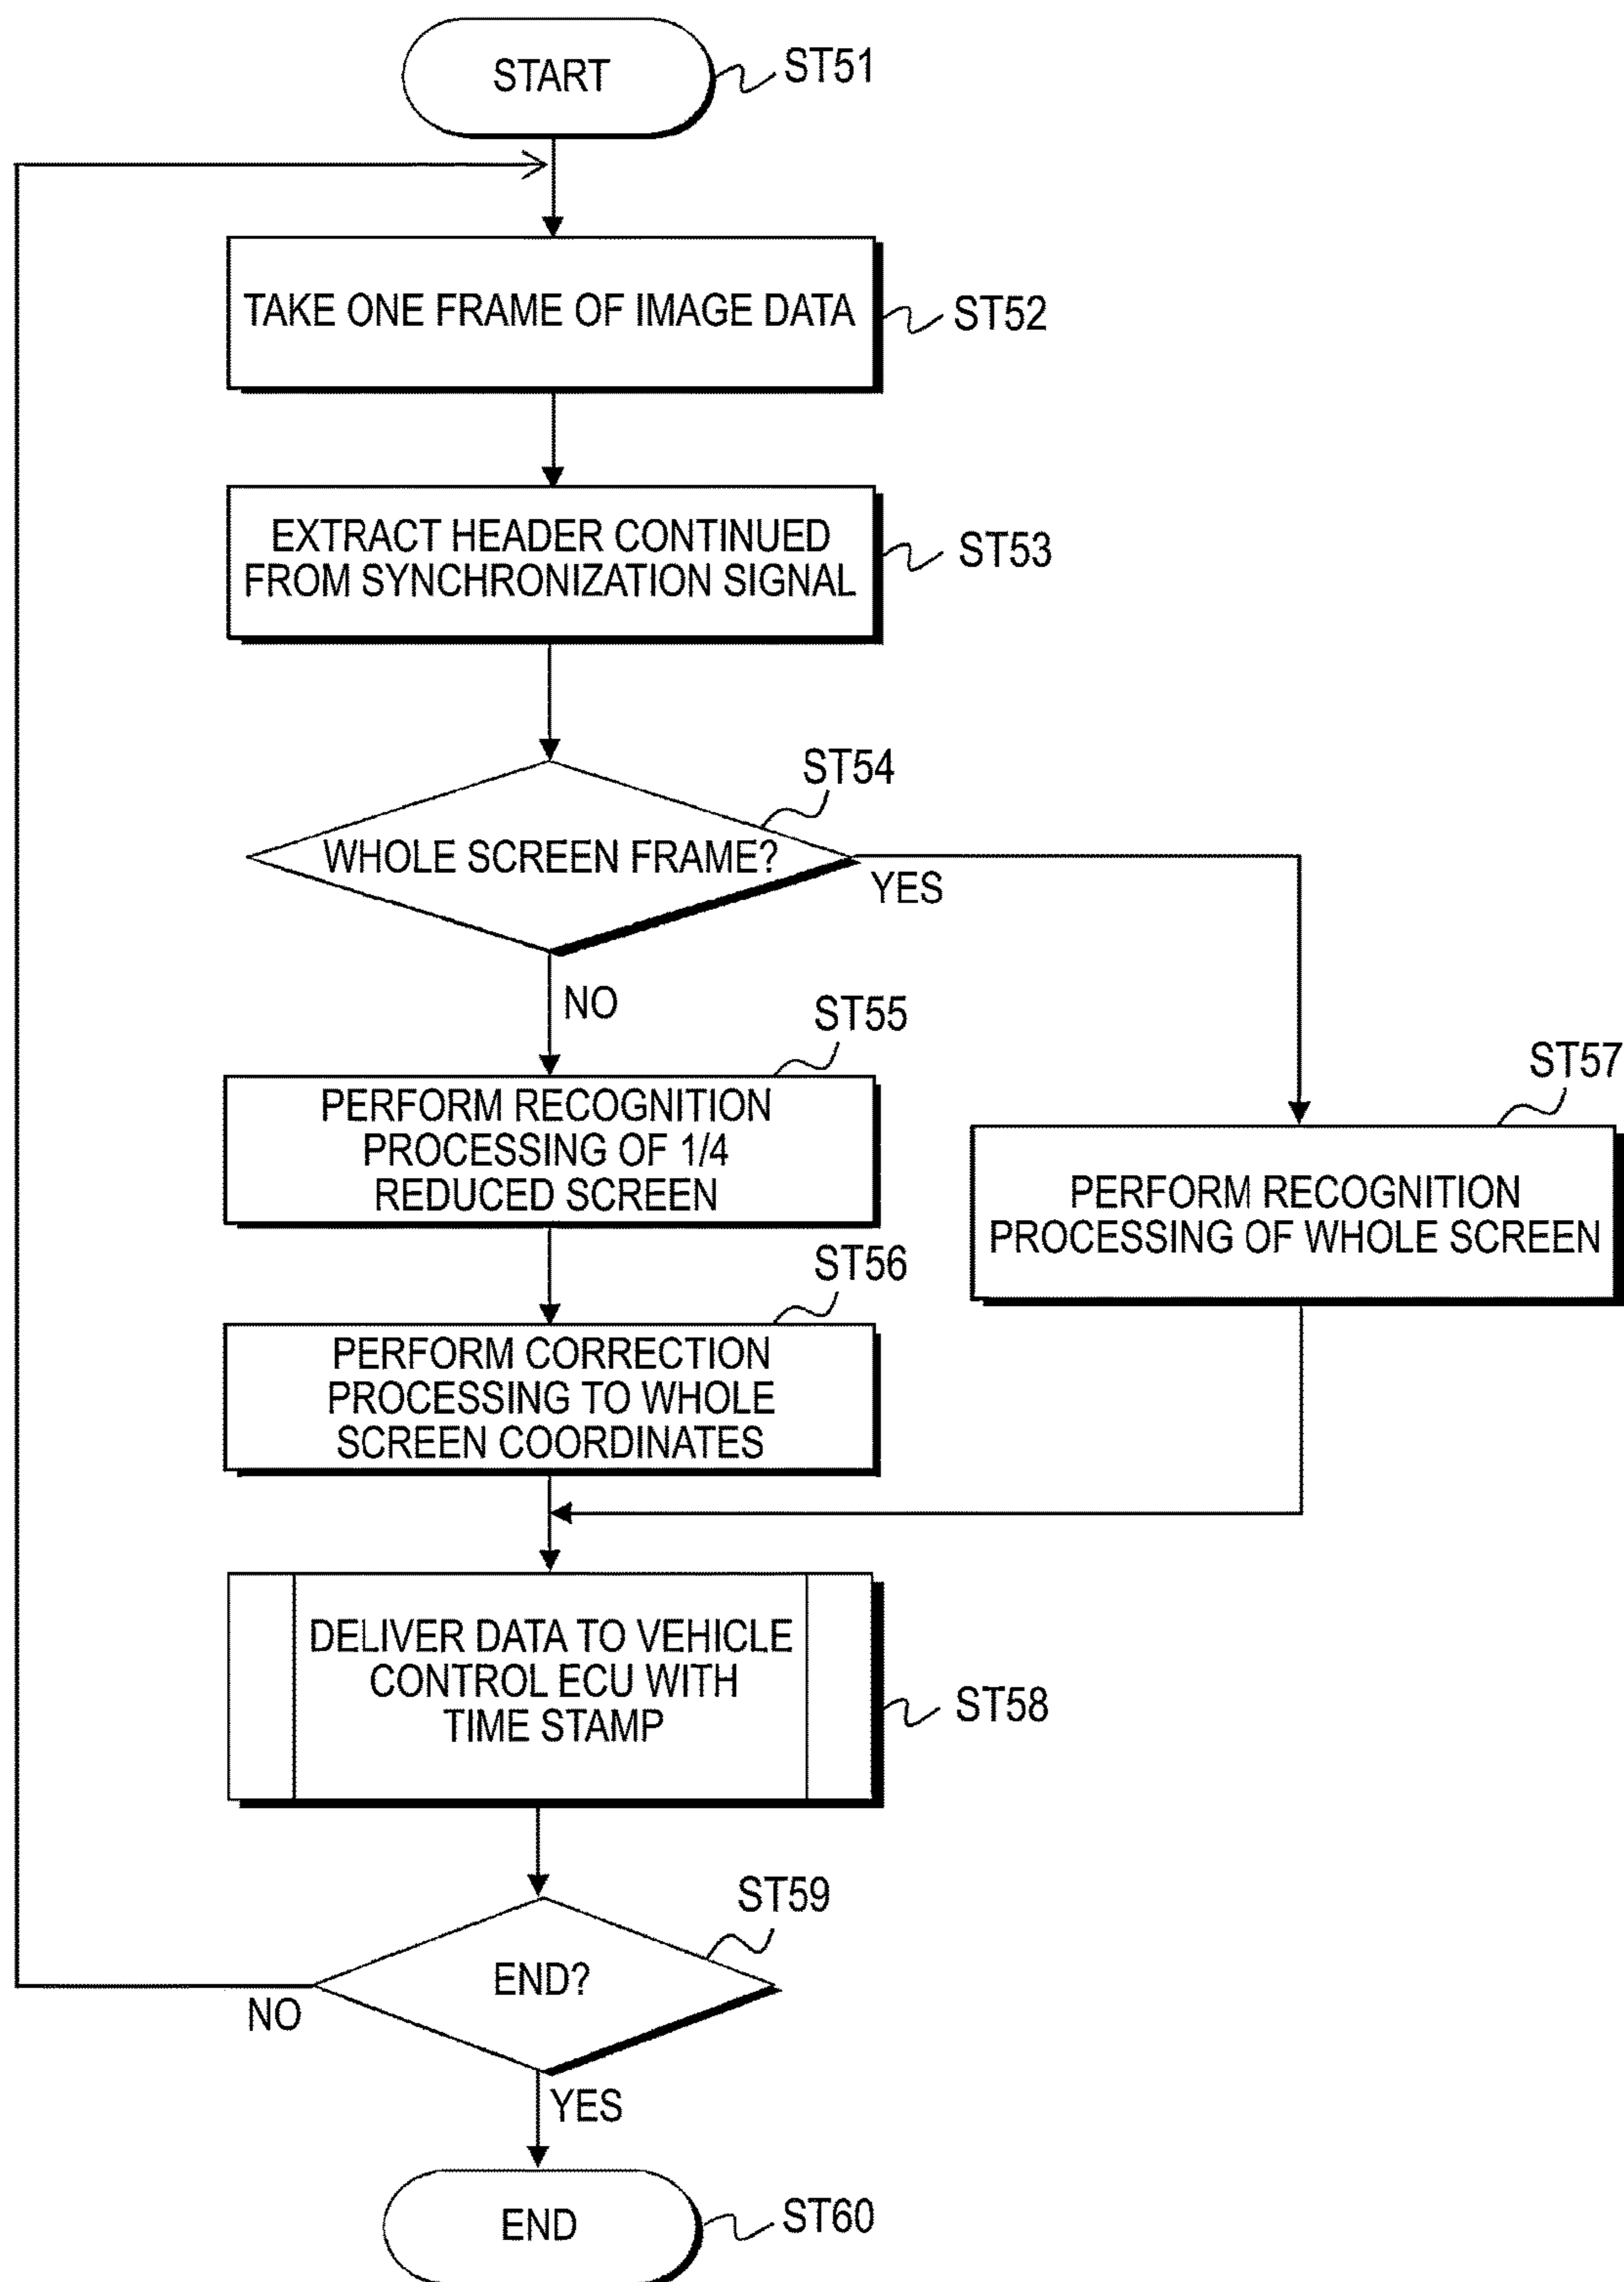 START
ST51
TAKE ONE FRAME OF IMAGE DATA
ST52
EXTRACT HEADER CONTINUED
FROM SYNCHRONIZATION SIGNAL
ST53
ST54
WHOLE SCREEN FRAME?
YES
NO
ST55
PERFORM RECOGNITION
PROCESSING OF 1/4
REDUCED SCREEN
ST57
PERFORM RECOGNITION
PROCESSING OF WHOLE SCREEN
ST56
PERFORM CORRECTION
PROCESSING TO WHOLE
SCREEN COORDINATES
DELIVER DATA TO VEHICLE
CONTROL ECU WITH
TIME STAMP
ST58
ST59
END?
NO
YES
END
ST60